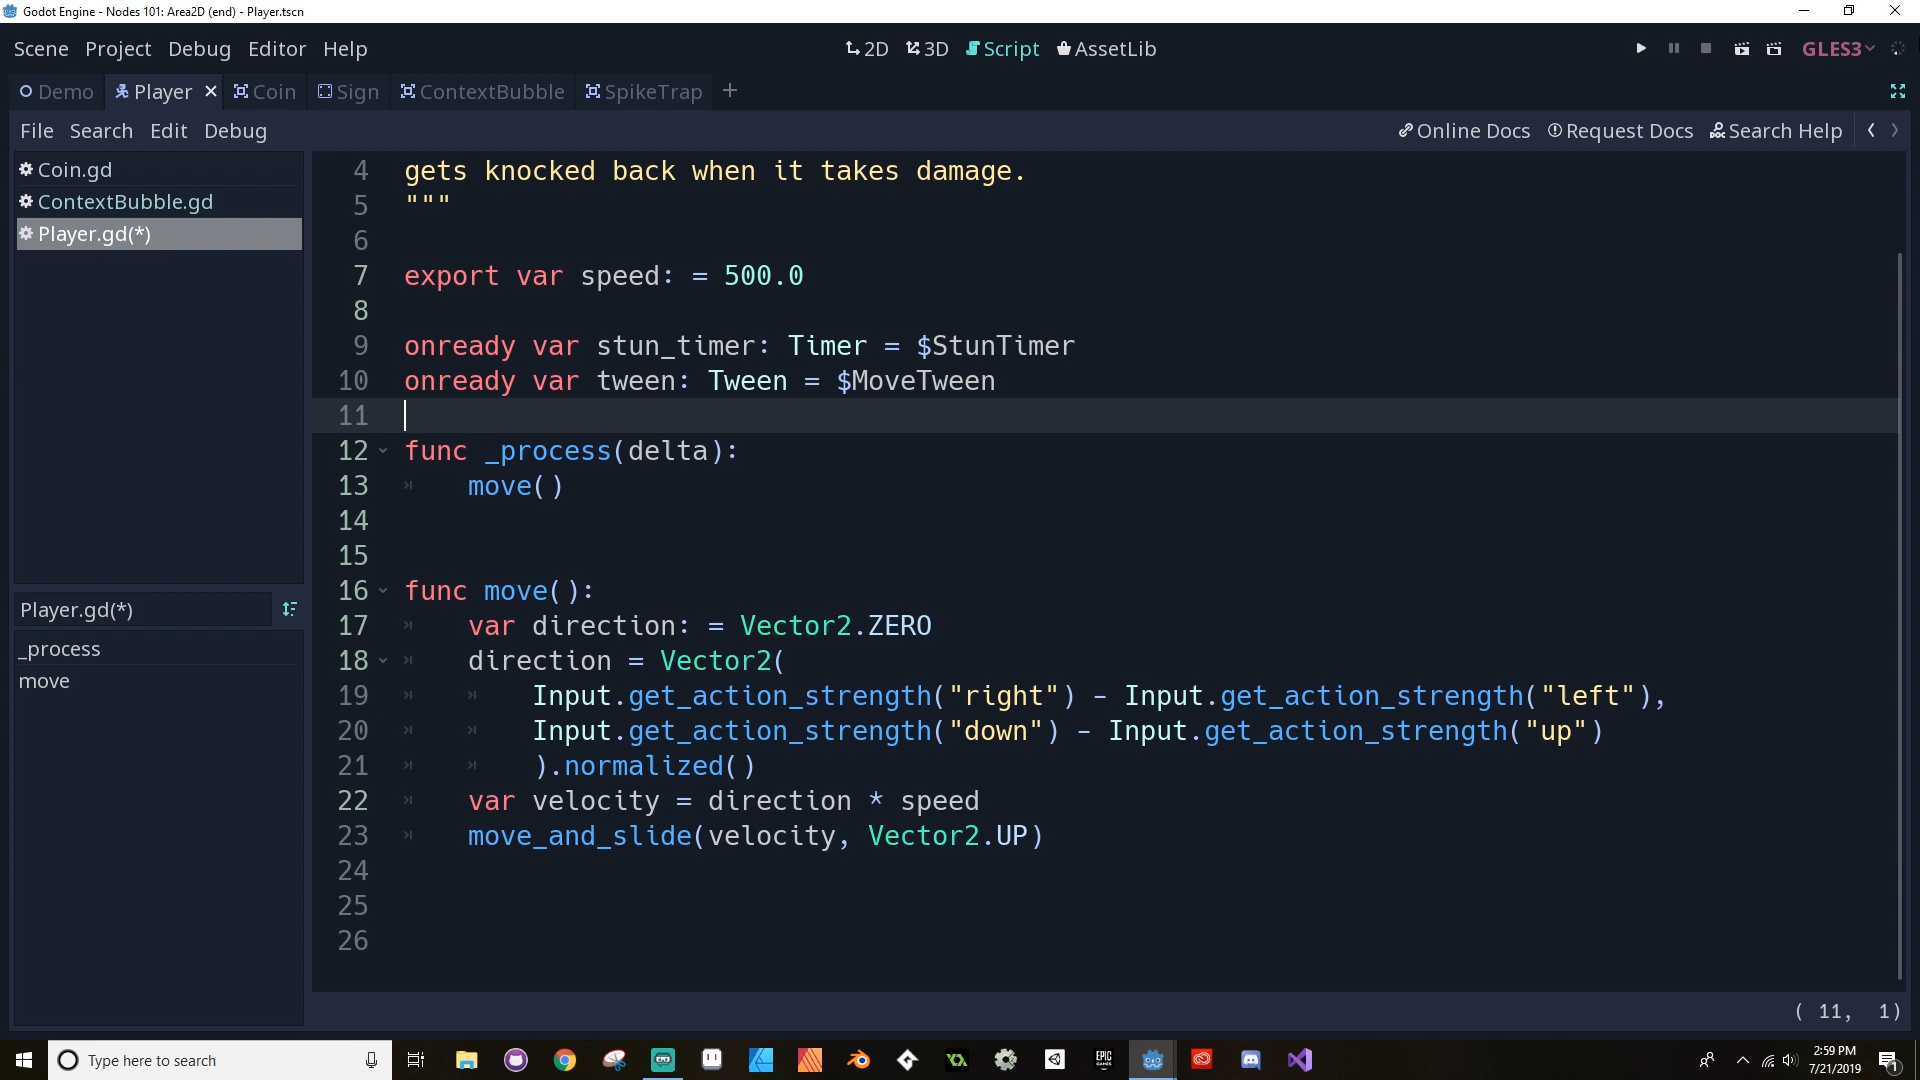 Godot Engine - Nodes 101: Area2D (end) - Player.tscn
Scene Project Debug Editor Help
2D 3D Script AssetLib
GLES3
Demo Player Coin Sign ContextBubble SpikeTrap
File Search Edit Debug
Online Docs Request Docs Search Help
Coin.gd
ContextBubble.gd
Player.gd(*)
Player.gd(*)
_process
move
4 gets knocked back when it takes damage.
5 """
6
7 export var speed: = 500.0
8
9 onready var stun_timer: Timer = $StunTimer
10 onready var tween: Tween = $MoveTween
11
12 func _process(delta):
13 move()
14
15
16 func move():
17 var direction: = Vector2.ZERO
18 direction = Vector2(
19 Input.get_action_strength("right") - Input.get_action_strength("left"),
20 Input.get_action_strength("down") - Input.get_action_strength("up")
21 ).normalized()
22 var velocity = direction * speed
23 move_and_slide(velocity, Vector2.UP)
24
25
26
( 11, 1)
Type here to search
EPIC GAMES
2:59 PM
7/21/2019
1